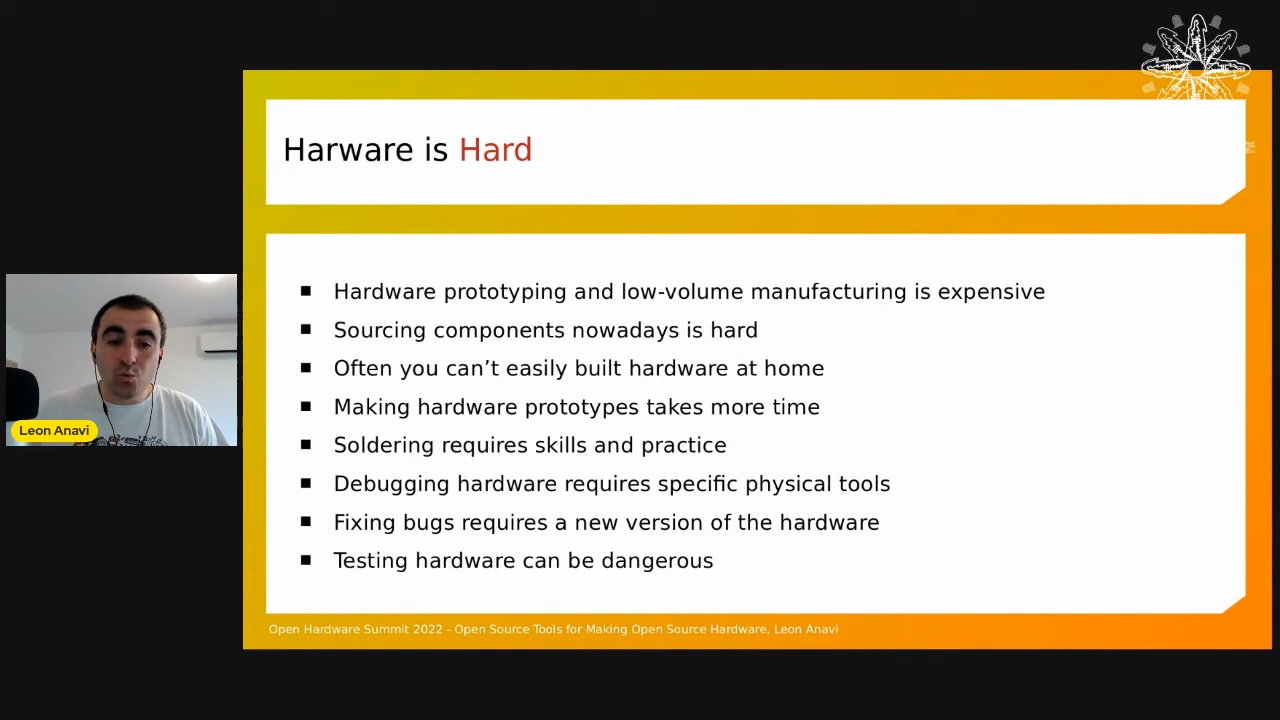 Harware is Hard
Hardware prototyping and low-volume manufacturing is expensive
Sourcing components nowadays is hard
Often you can’t easily built hardware at home
Making hardware prototypes takes more time
Soldering requires skills and practice
Debugging hardware requires specific physical tools
Fixing bugs requires a new version of the hardware
Testing hardware can be dangerous
Open Hardware Summit 2022 - Open Source Tools for Making Open Source Hardware, Leon Anavi
Leon Anavi